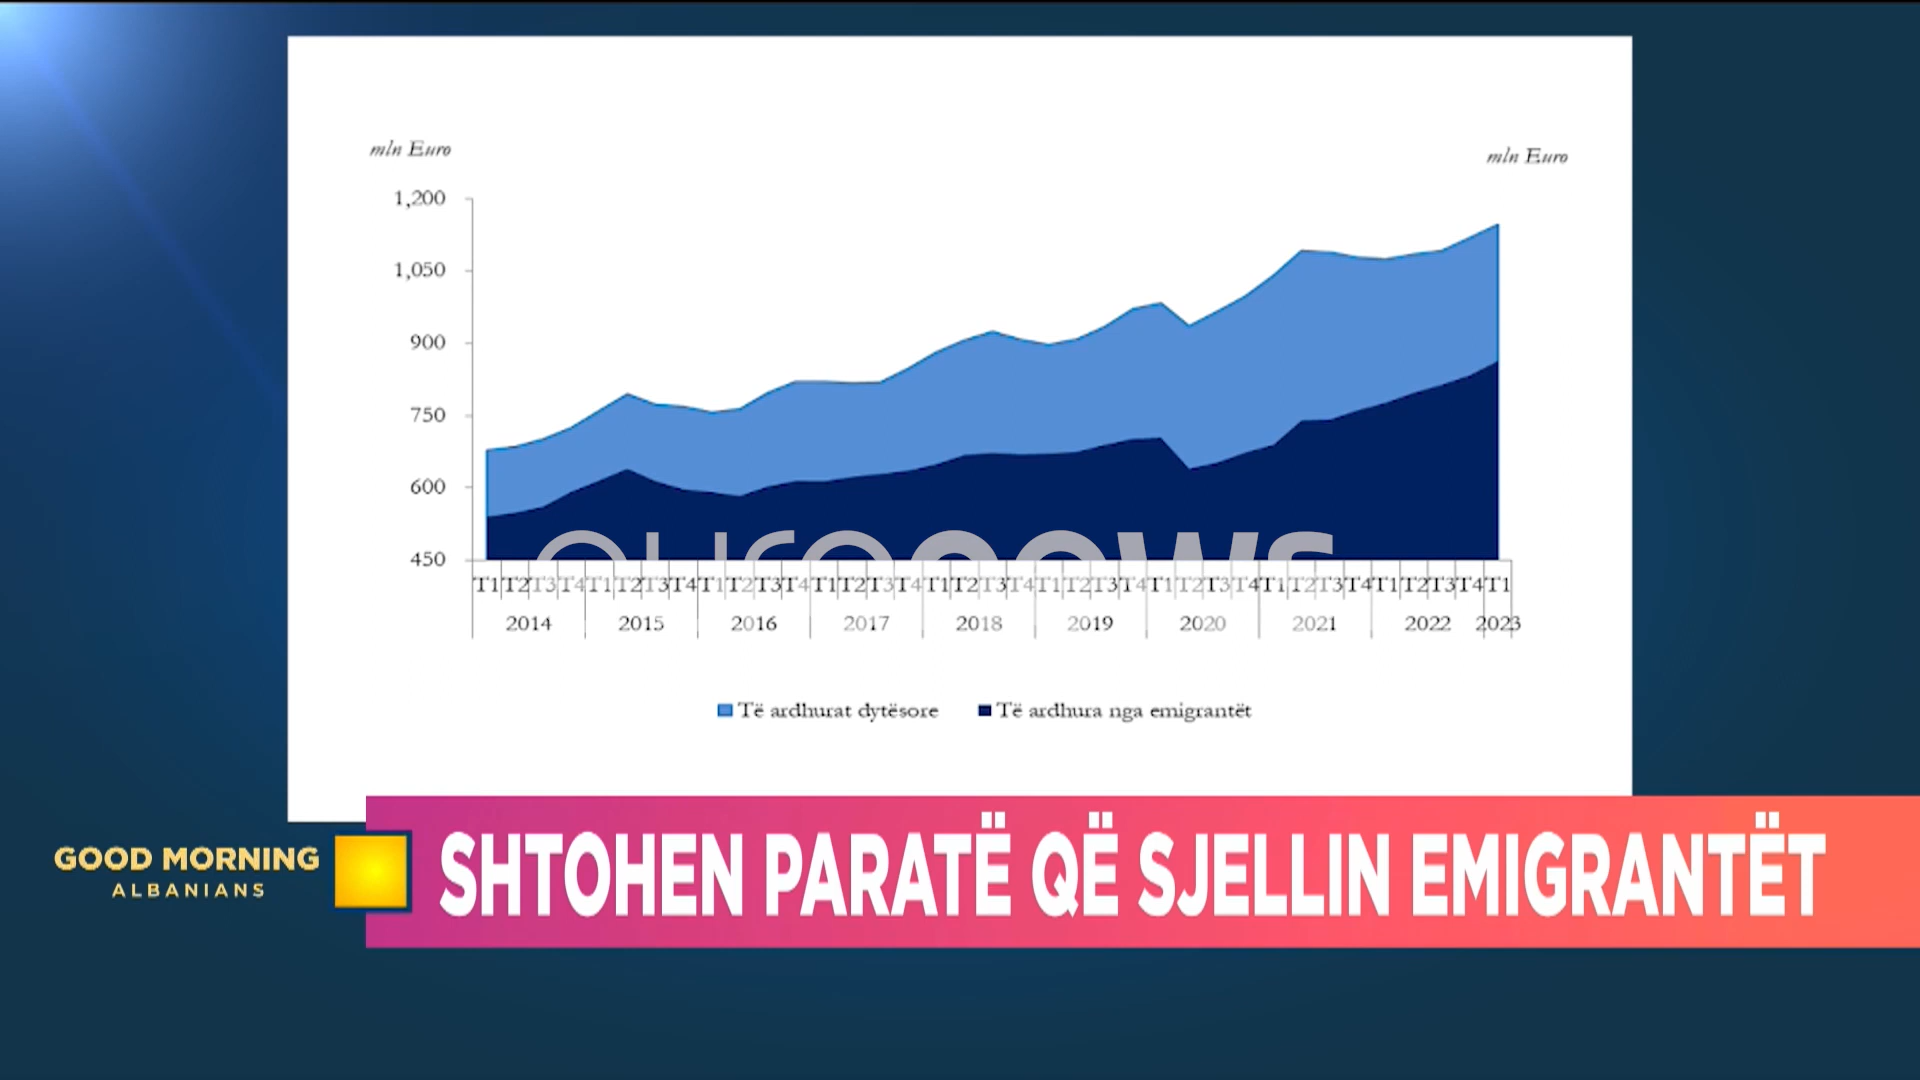 mln Euro
mln Euro
1,200
1,050
900
750
600
450
euronews
T1 T2 T3 T4 T1 T2 T3 T4 T1 T2 T3 T4 T1 T2 T3 T4 T1 T2 T3 T4 T1 T2 T3 T4 T1 T2 T3 T4 T1 T2 T3 T4 T1 T2 T3 T4 T1
2014 2015 2016 2017 2018 2019 2020 2021 2022 2023
Të ardhurat dytësore Të ardhura nga emigrantët
GOOD MORNING
ALBANIANS
SHTOHEN PARATË QË SJELLIN EMIGRANTËT